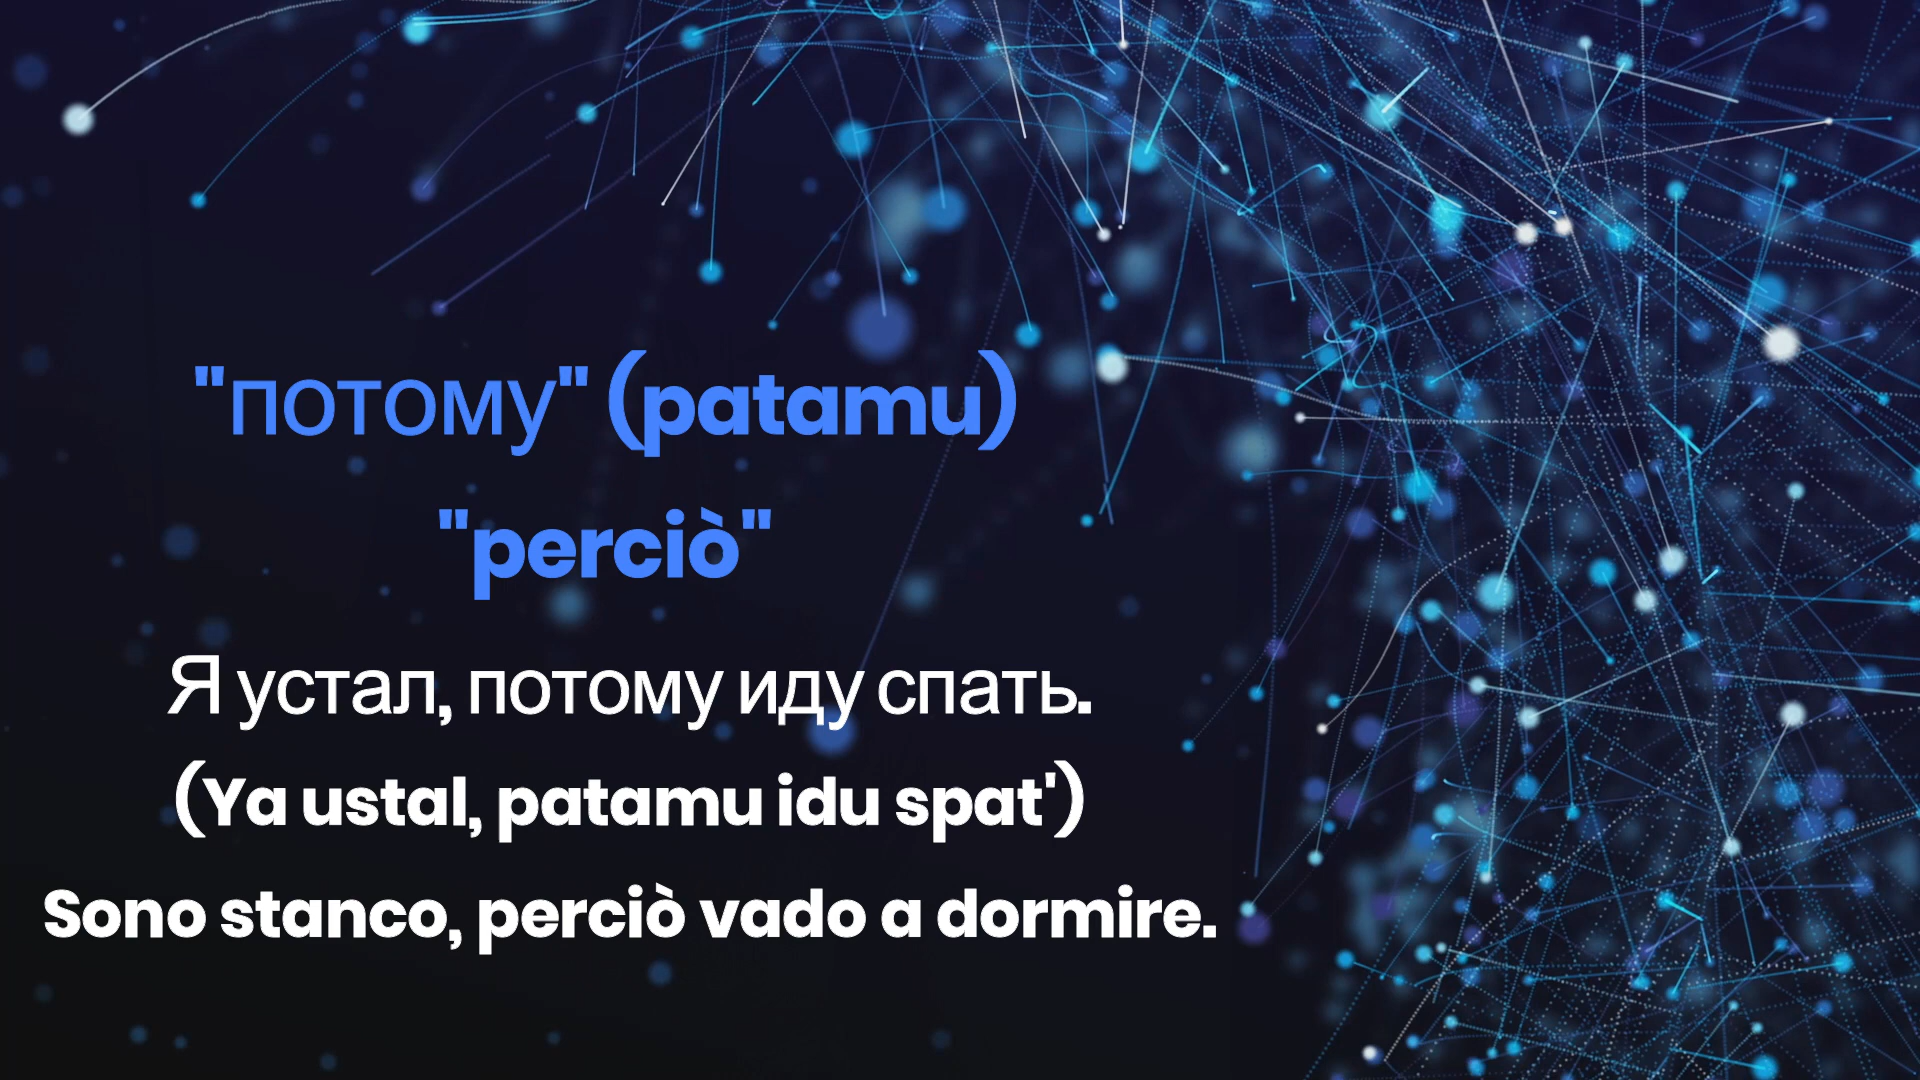 "потому" (patamu)
"perciò"
Я устал, потому иду спать.
(Ya ustal, patamu idu spat')
Sono stanco, perciò vado a dormire.